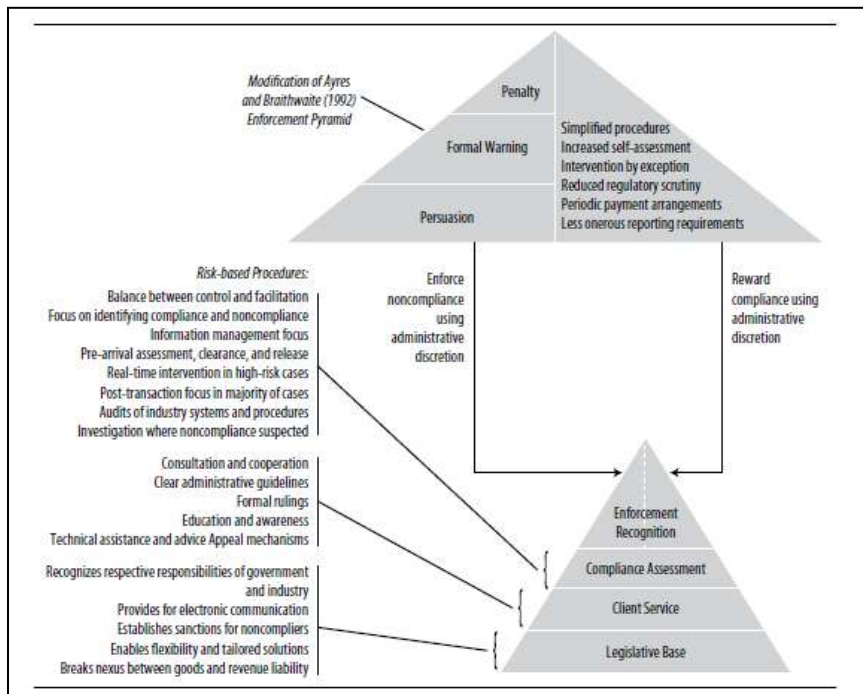 Modification of Ayres
and Braithwaite (1992)
Enforcement Pyramid
Penalty
Formal Warning
Persuasion
Simplified procedures
Increased self-assessment
Intervention by exception
Reduced regulatory scrutiny
Periodic payment arrangements
Less onerous reporting requirements
Enforce
noncompliance
using
administrative
discretion
Reward
compliance using
administrative
discretion
Risk-based Procedures:
Balance between control and facilitation
Focus on identifying compliance and noncompliance
Information management focus
Pre-arrival assessment, clearance, and release
Real-time intervention in high-risk cases
Post-transaction focus in majority of cases
Audits of industry systems and procedures
Investigation where noncompliance suspected
Consultation and cooperation
Clear administrative guidelines
Formal rulings
Education and awareness
Technical assistance and advice Appeal mechanisms
Recognizes respective responsibilities of government
and industry
Provides for electronic communication
Establishes sanctions for noncompliers
Enables flexibility and tailored solutions
Breaks nexus between goods and revenue liability
Enforcement
Recognition
Compliance Assessment
Client Service
Legislative Base